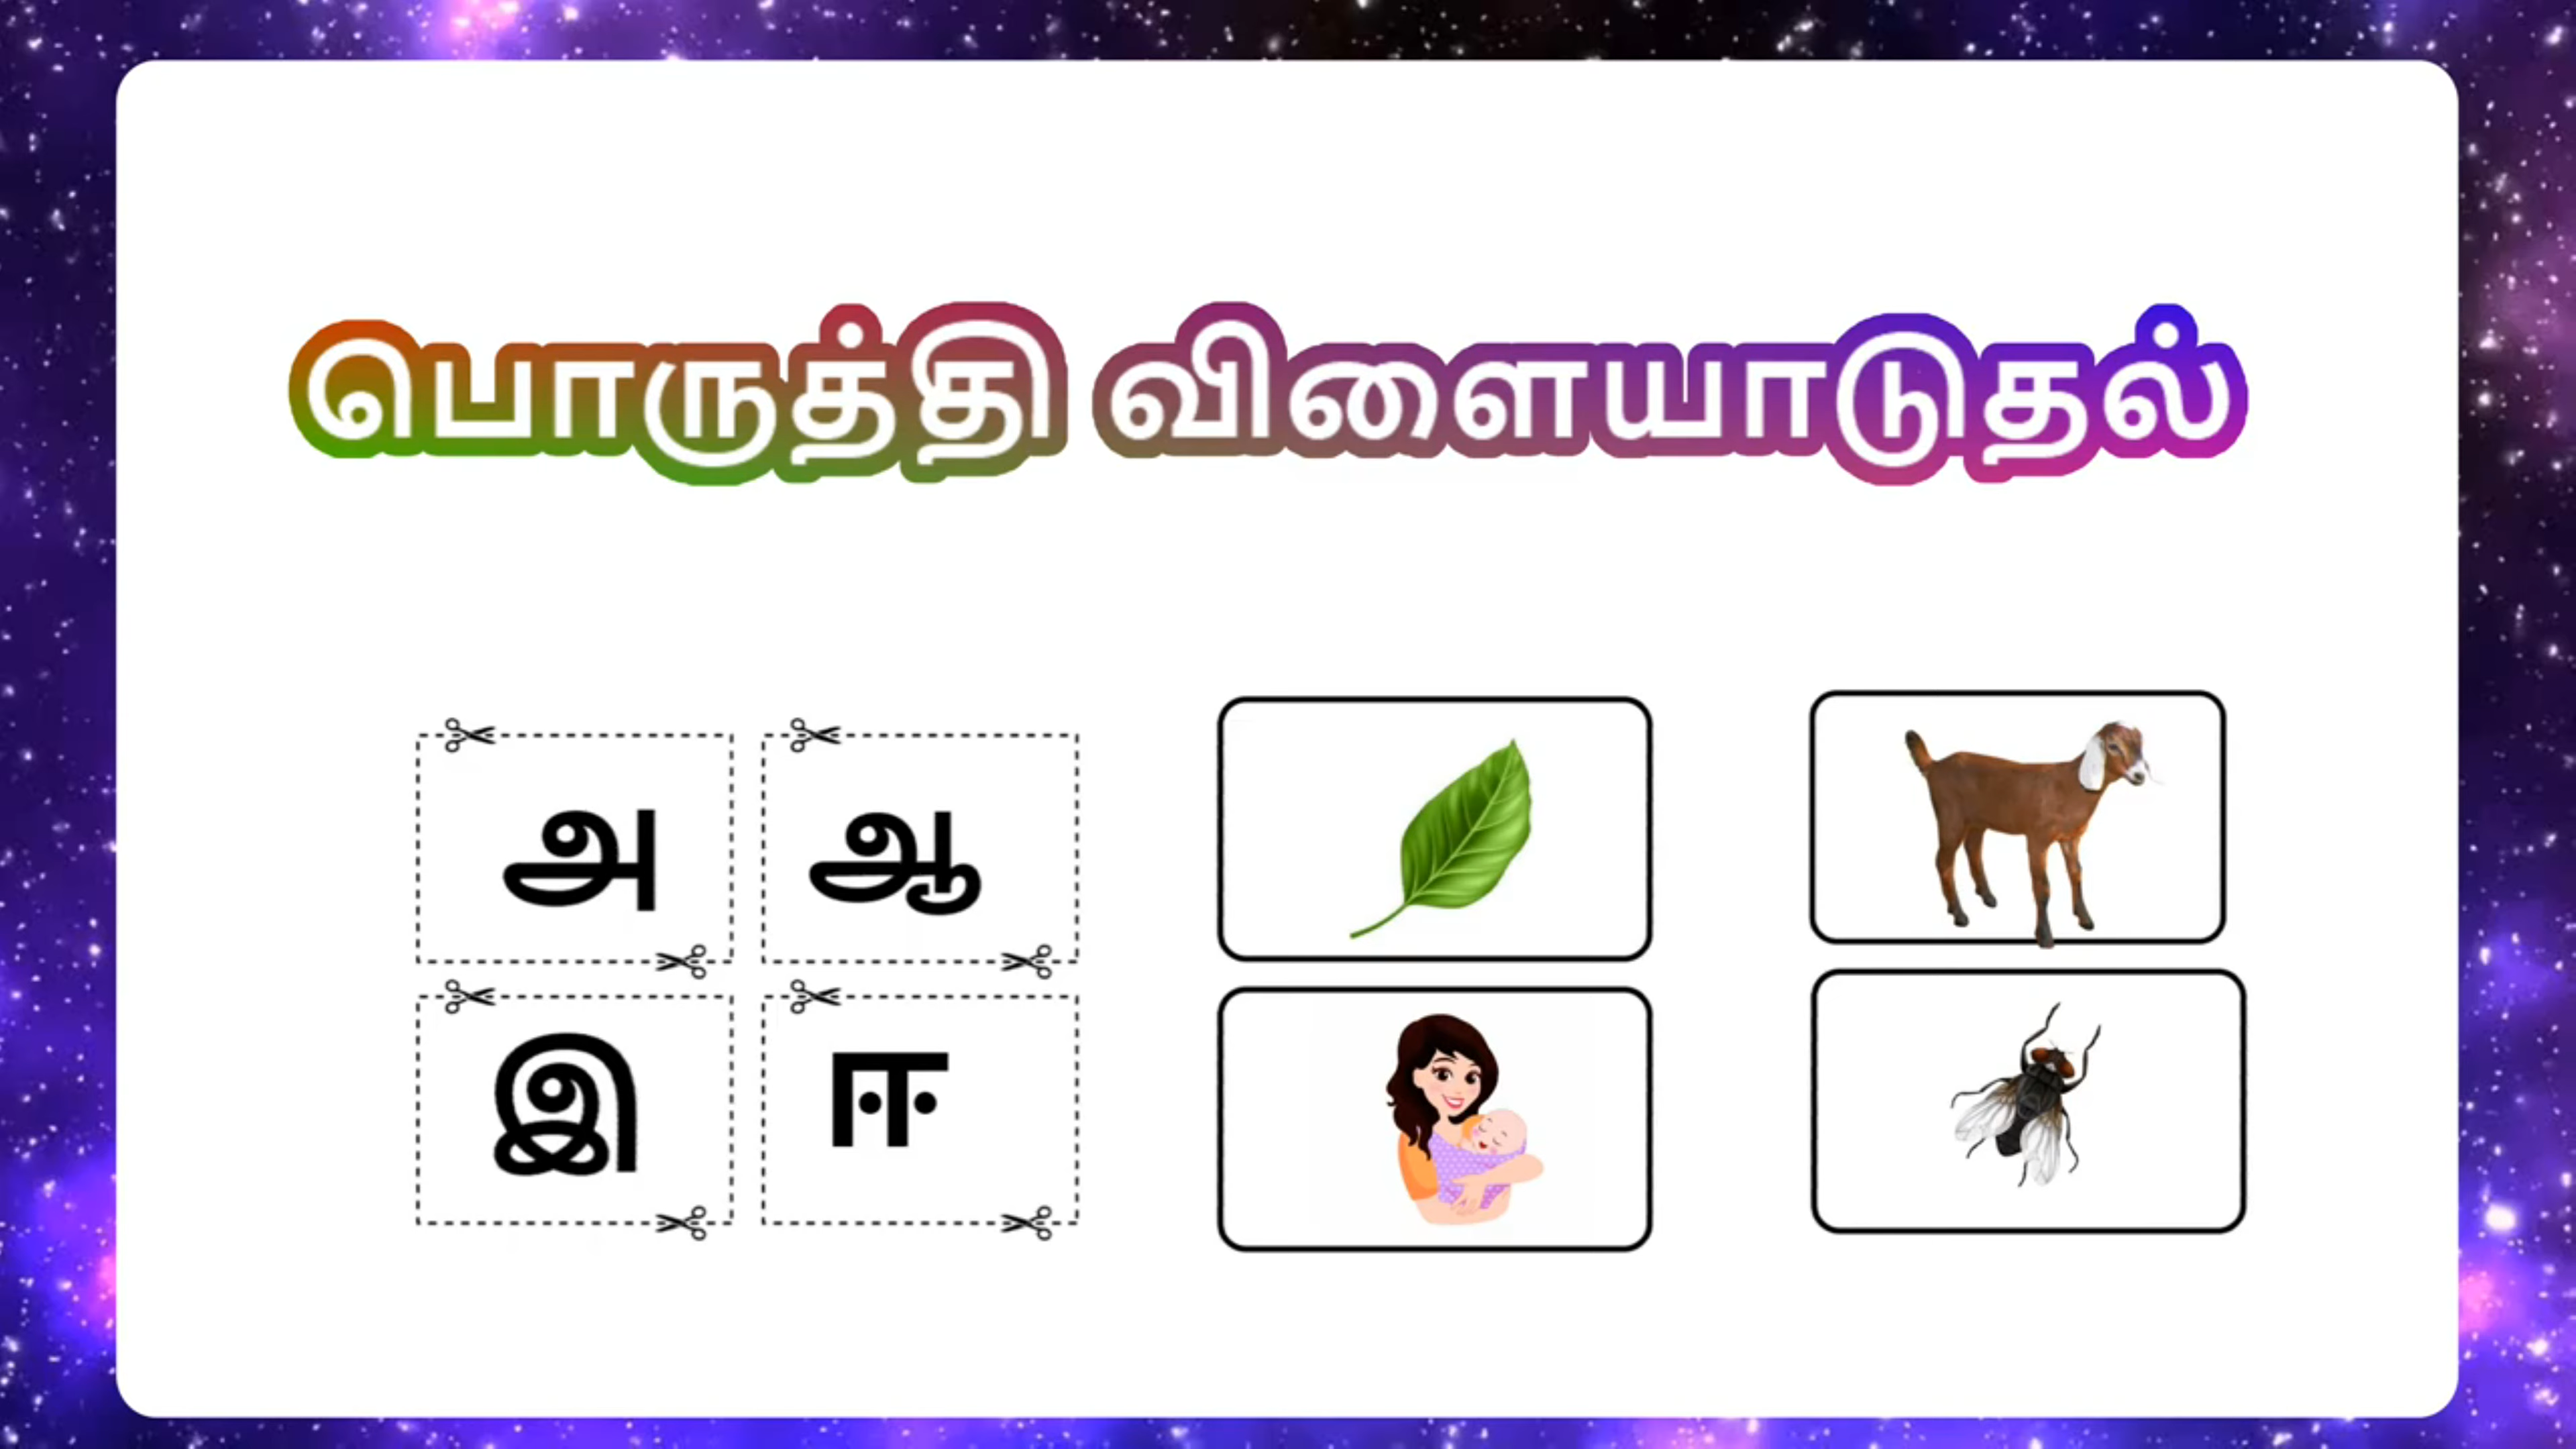 பொருத்தி விளையாடுதல்
அ ஆ
இ ஈ